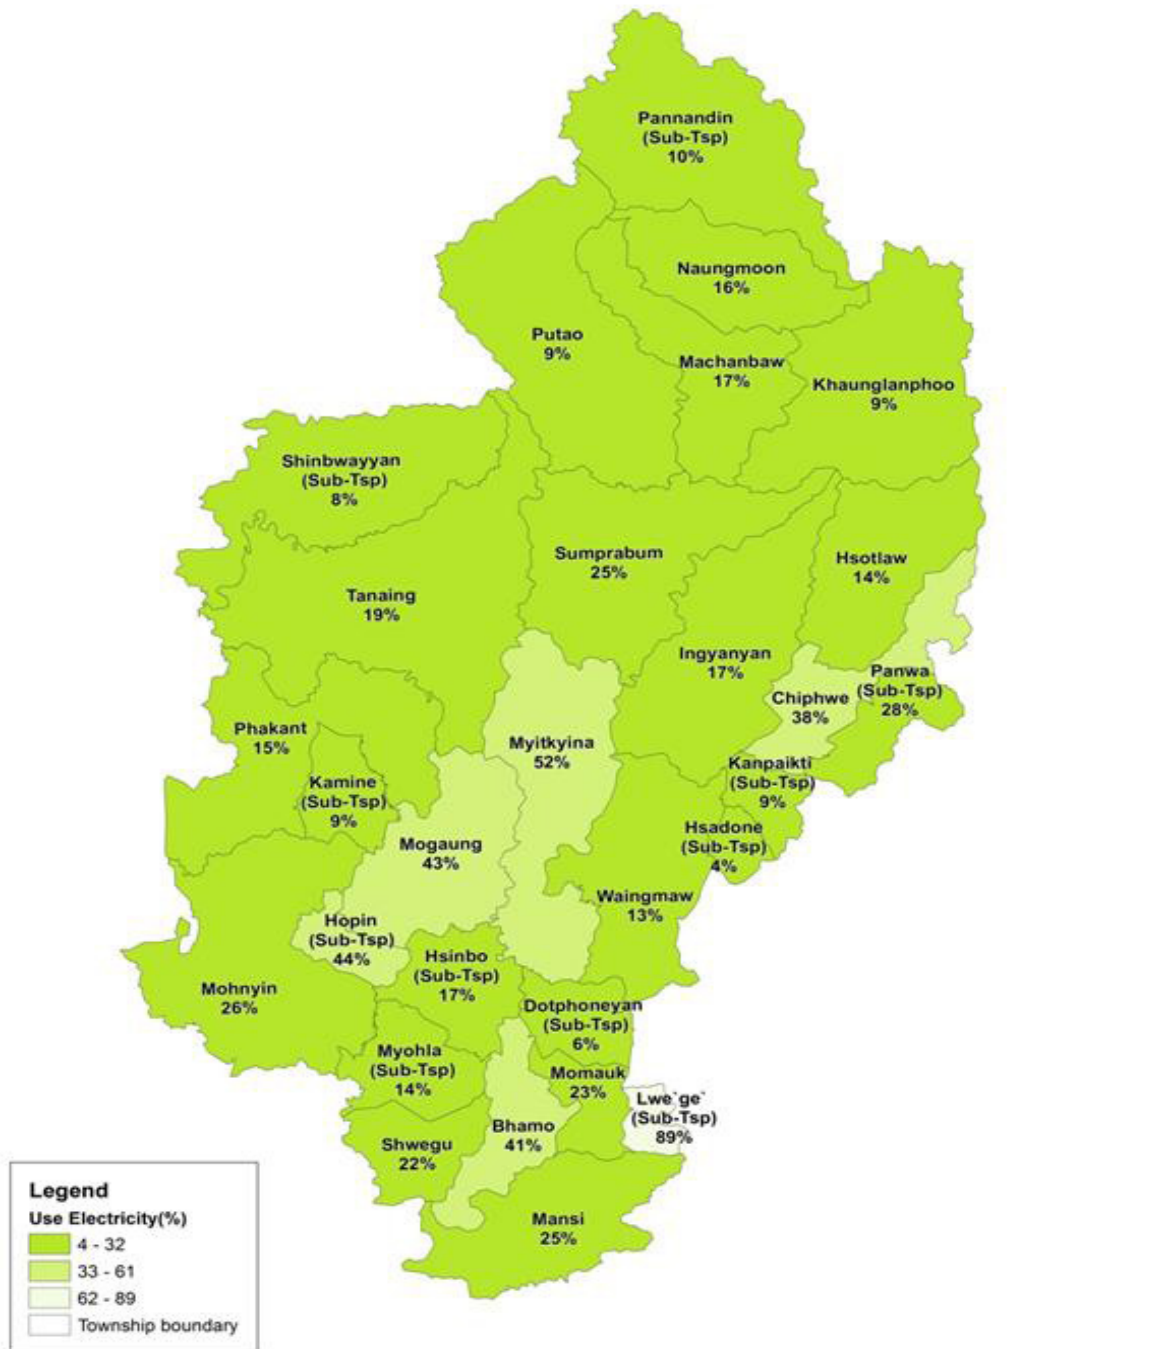 Pannandin
(Sub-Tsp)
10%
Naungmoon
16%
Putao
9%
Machanbaw
17%
Khaunglanphoo
9%
Shinbwayyan
(Sub-Tsp)
8%
Sumprabum
25%
Hsotlaw
14%
Tanaing
19%
Ingyanyan
17%
Panwa
(Sub-Tsp)
28%
Chiphwe
38%
Phakant
15%
Myitkyina
52%
Kanpaikti
(Sub-Tsp)
9%
Kamine
(Sub-Tsp)
9%
Hsadone
(Sub-Tsp)
4%
Mogaung
43%
Waingmaw
13%
Hopin
(Sub-Tsp)
44%
Hsinbo
(Sub-Tsp)
17%
Mohnyin
26%
Dotphoneyan
(Sub-Tsp)
6%
Myohla
(Sub-Tsp)
14%
Momauk
23%
Lwe`ge`
(Sub-Tsp)
89%
Bhamo
41%
Shwegu
22%
Mansi
25%
Legend
Use Electricity(%)
4 - 32
33 - 61
62 - 89
Township boundary